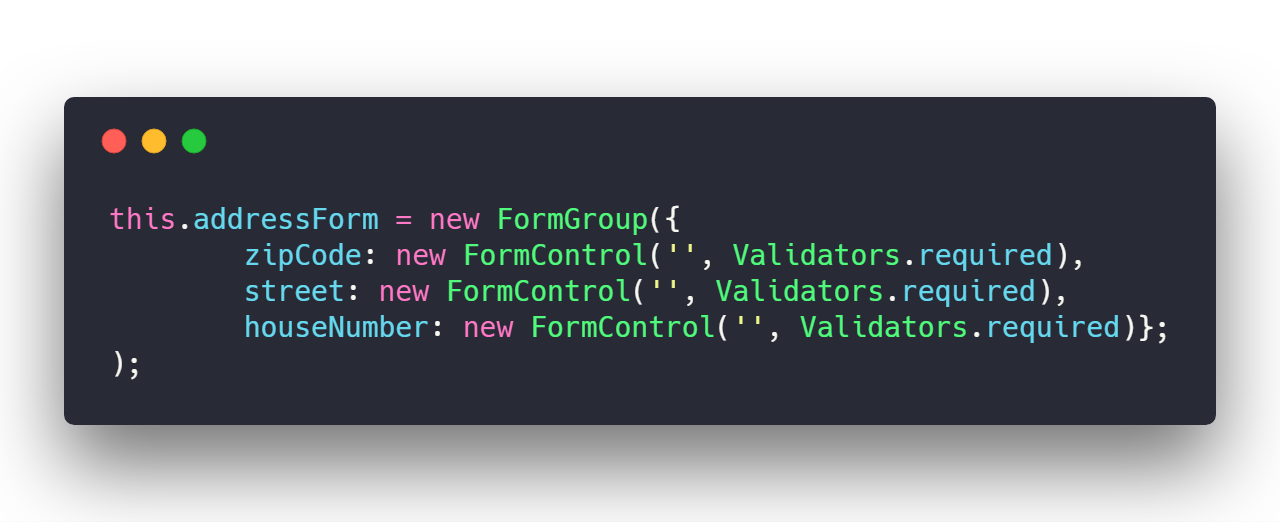 this.addressForm = new FormGroup({
        zipCode: new FormControl('', Validators.required),
        street: new FormControl('', Validators.required),
        houseNumber: new FormControl('', Validators.required)};
);